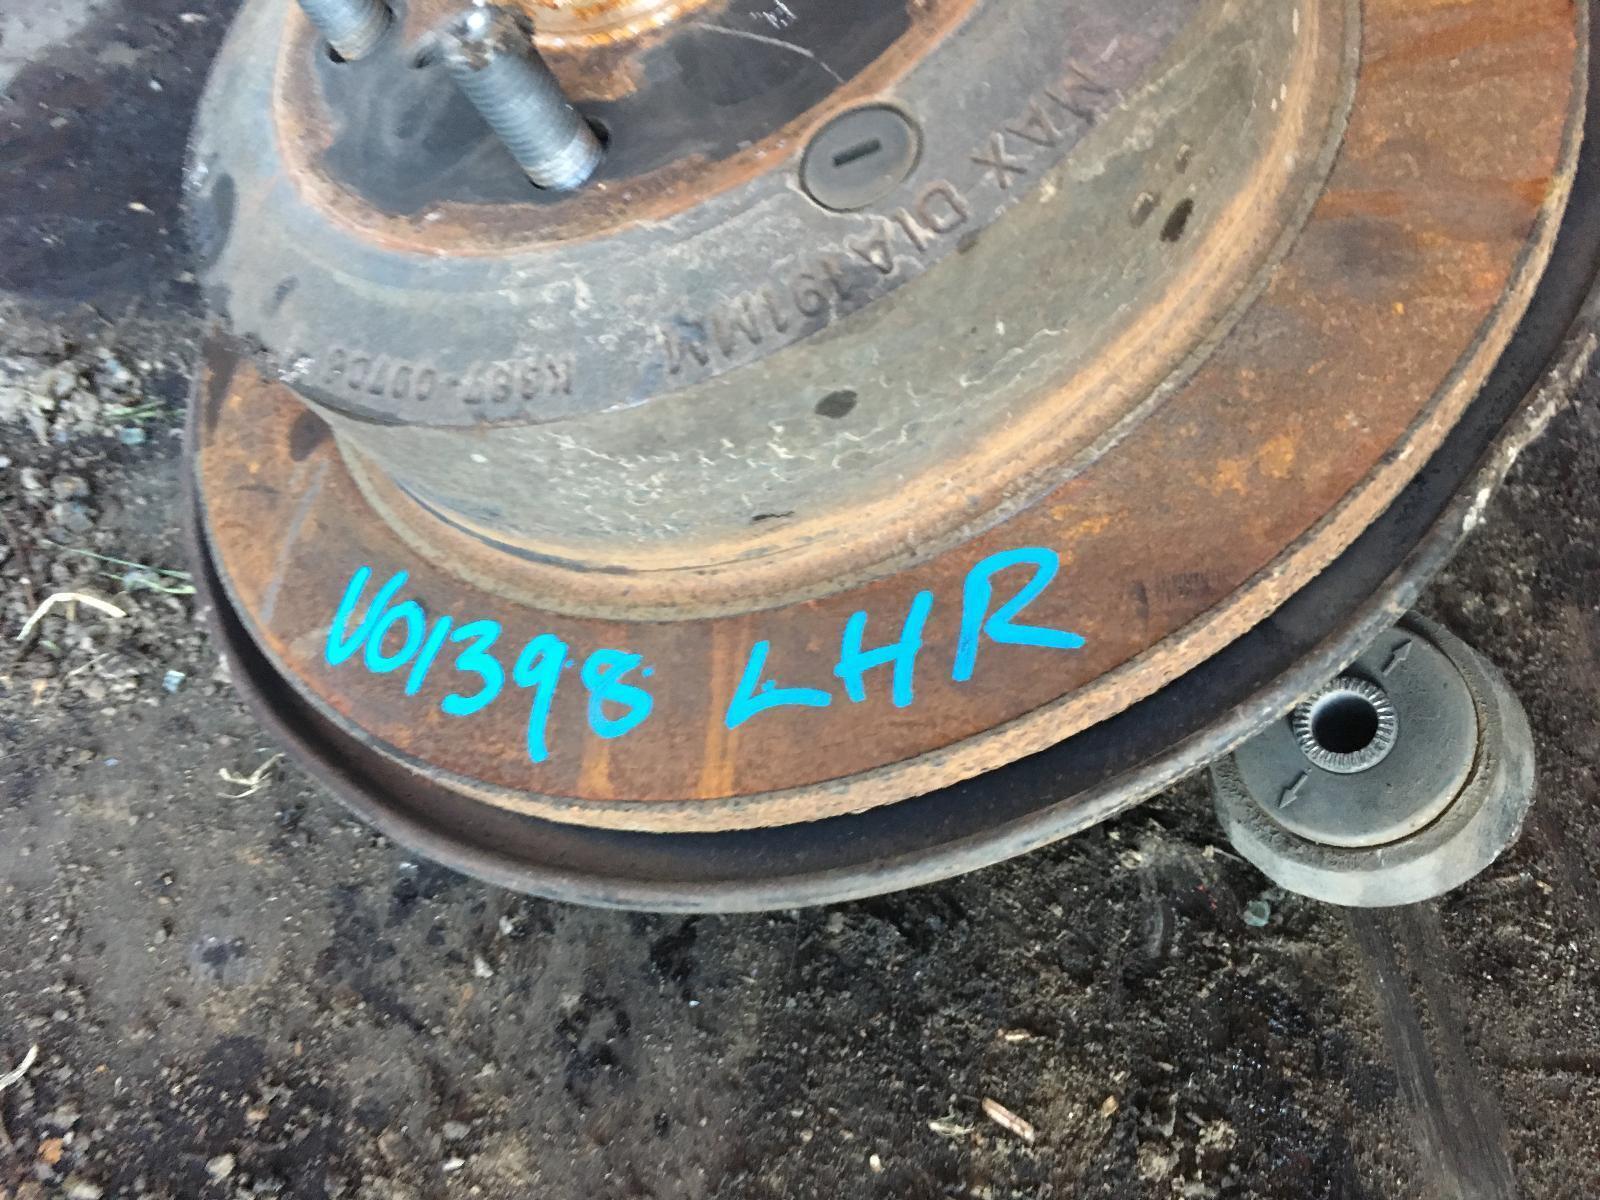 MAX DIA 191MM
V01398 LHR